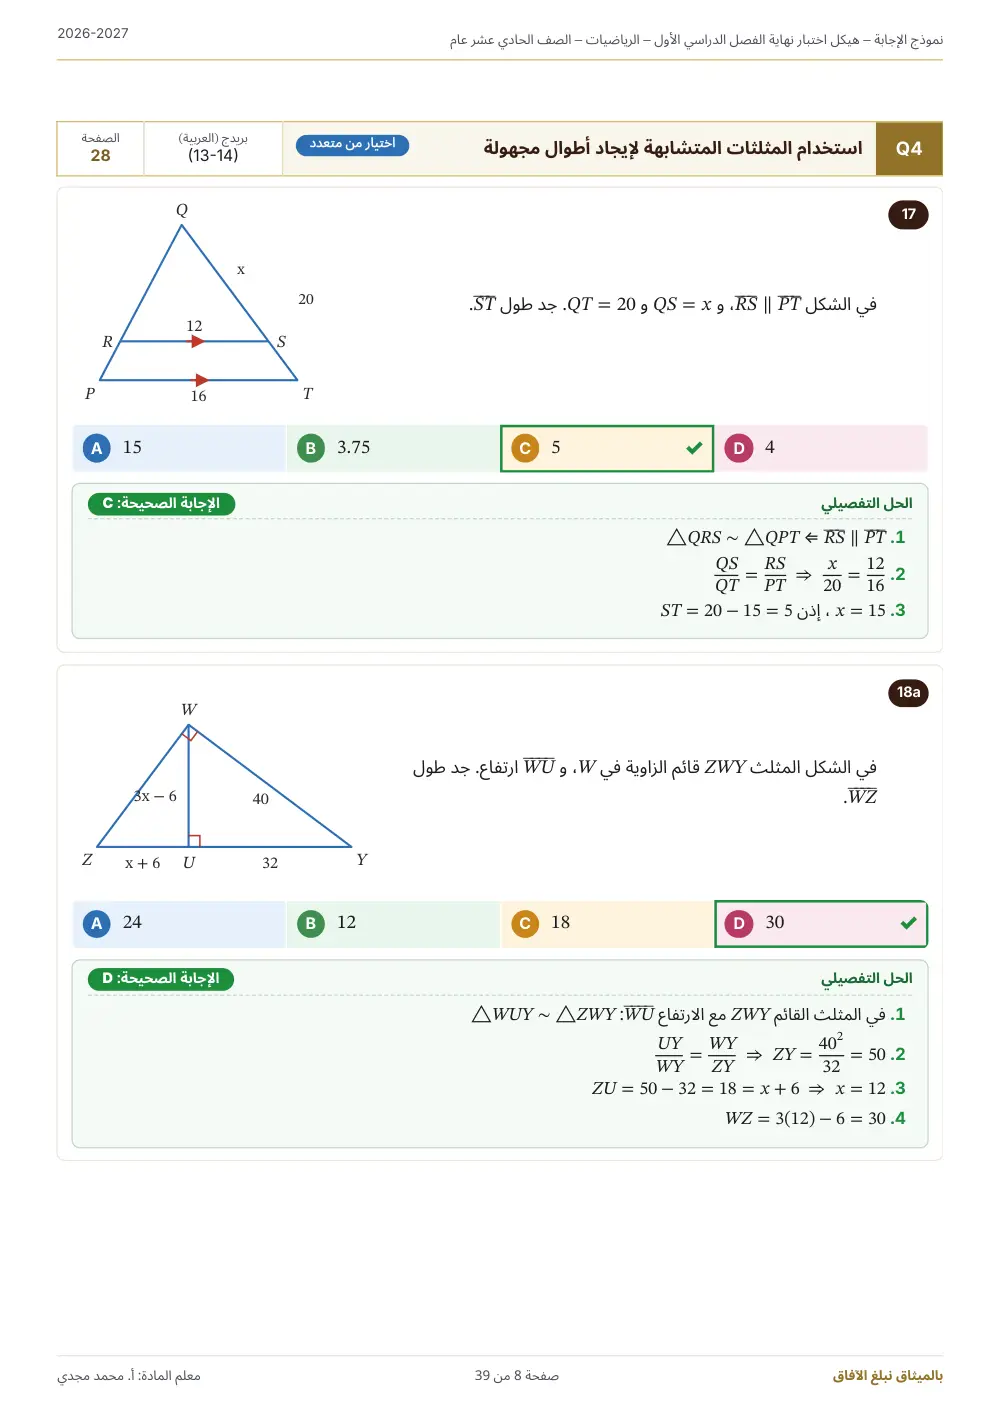 نموذج الإجابة – هيكل اختبار نهاية الفصل الدراسي الأول – الرياضيات – الصف الحادي عشر عام
2026-2027
Q4
استخدام المثلثات المتشابهة لإيجاد أطوال مجهولة
اختيار من متعدد
بريدج (العربية)
(13-14)
الصفحة
28
17
في الشكل RS ∥ PT، و QS = x و QT = 20. جد طول ST.
Q
x
20
12
R
S
P
16
T
A 15
B 3.75
C 5 ✔
D 4
الحل التفصيلي
الإجابة الصحيحة: C
1. △QRS ~ △QPT ⇐ RS ∥ PT
2. QS/QT = RS/PT ⇒ x/20 = 12/16
3. x = 15 ، إذن ST = 20 − 15 = 5
18a
في الشكل المثلث ZWY قائم الزاوية في W، و WU ارتفاع. جد طول
WZ.
W
3x − 6
40
Z
x + 6
U
32
Y
A 24
B 12
C 18
D 30 ✔
الحل التفصيلي
الإجابة الصحيحة: D
1. في المثلث القائم ZWY مع الارتفاع WU: △WUY ~ △ZWY
2. UY/WY = WY/ZY ⇒ ZY = 40²/32 = 50
3. ZU = 50 − 32 = 18 = x + 6 ⇒ x = 12
4. WZ = 3(12) − 6 = 30
بالميثاق نبلغ الآفاق
صفحة 8 من 39
معلم المادة: أ. محمد مجدي